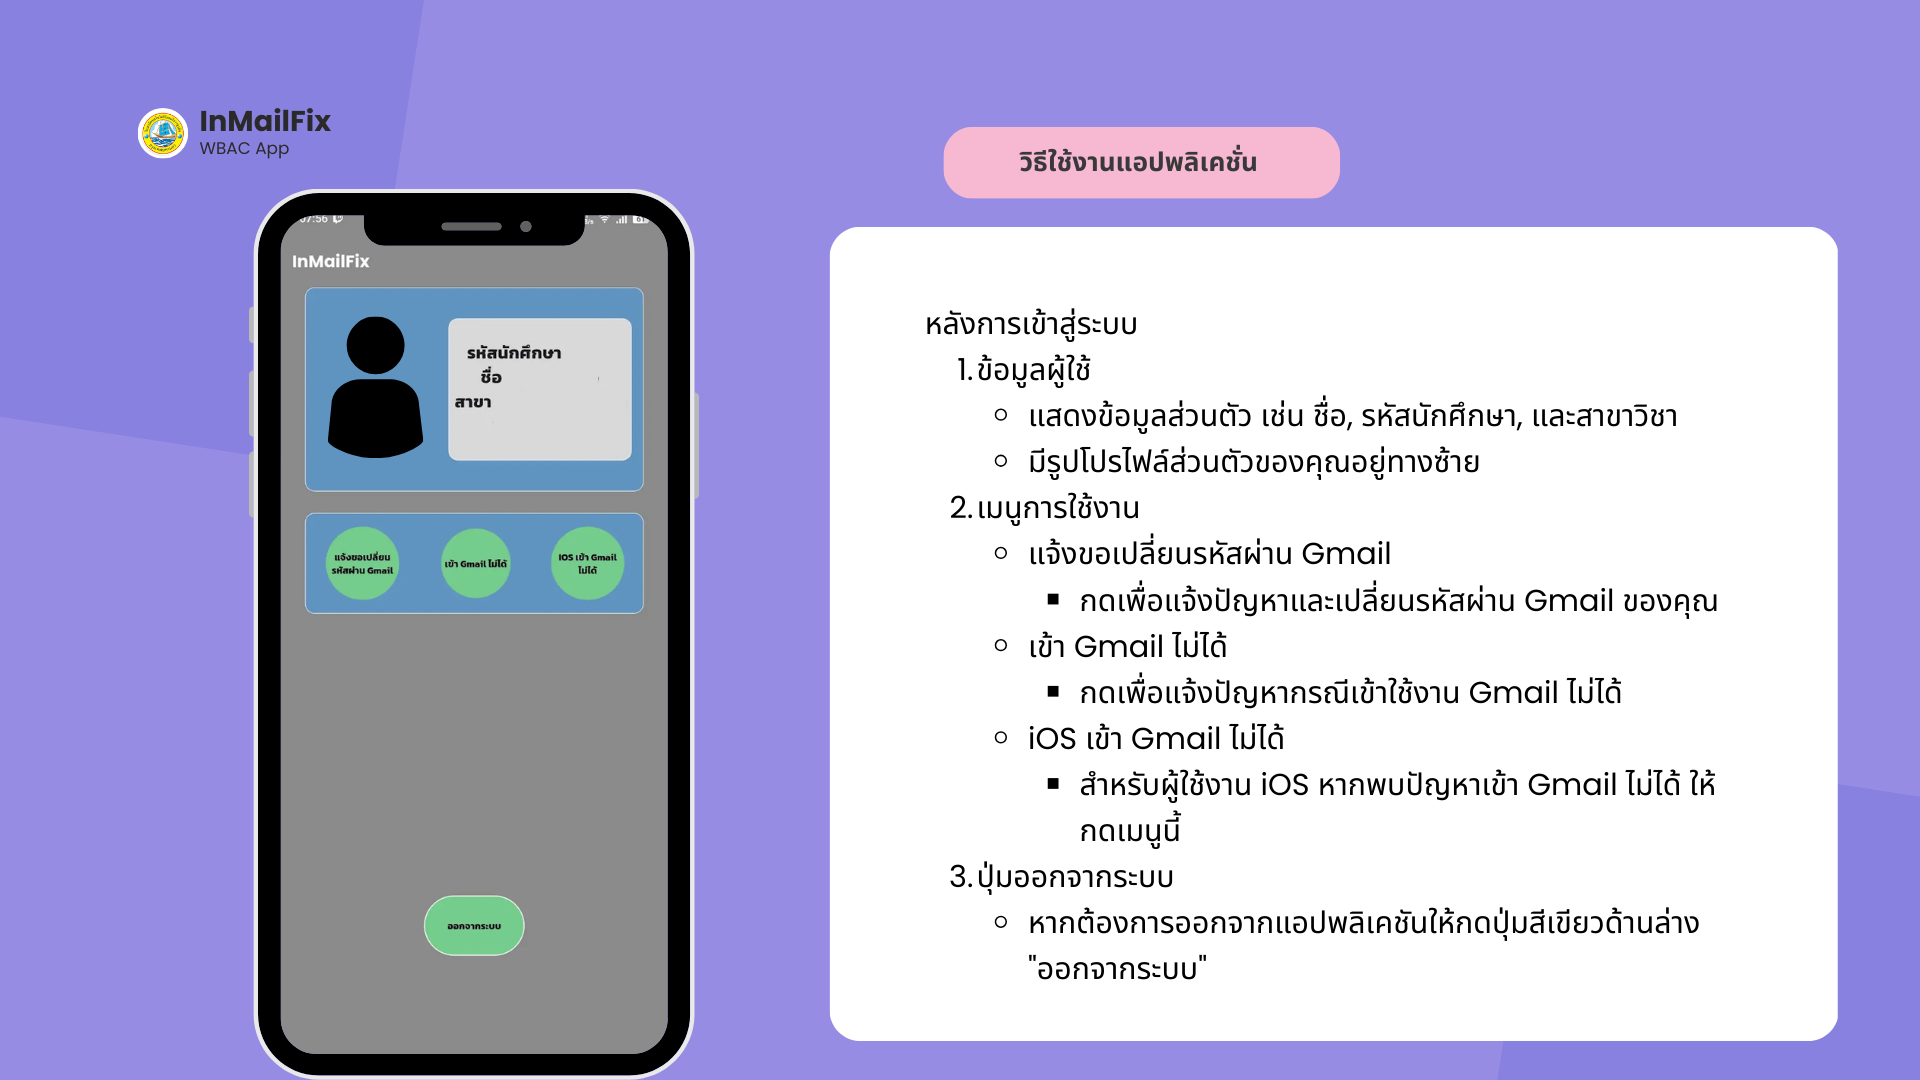 InMailFix
WBAC App
07:56
InMailFix
รหัสนักศึกษา
ชื่อ
สาขา
แจ้งขอเปลี่ยน
รหัสผ่าน Gmail
เข้า Gmail ไม่ได้
IOS เข้า Gmail
ไม่ได้
ออกจากระบบ
วิธีใช้งานแอปพลิเคชั่น
หลังการเข้าสู่ระบบ
1. ข้อมูลผู้ใช้
แสดงข้อมูลส่วนตัว เช่น ชื่อ, รหัสนักศึกษา, และสาขาวิชา
มีรูปโปรไฟล์ส่วนตัวของคุณอยู่ทางซ้าย
2. เมนูการใช้งาน
แจ้งขอเปลี่ยนรหัสผ่าน Gmail
กดเพื่อแจ้งปัญหาและเปลี่ยนรหัสผ่าน Gmail ของคุณ
เข้า Gmail ไม่ได้
กดเพื่อแจ้งปัญหากรณีเข้าใช้งาน Gmail ไม่ได้
iOS เข้า Gmail ไม่ได้
สำหรับผู้ใช้งาน iOS หากพบปัญหาเข้า Gmail ไม่ได้ ให้
กดเมนูนี้
3. ปุ่มออกจากระบบ
หากต้องการออกจากแอปพลิเคชันให้กดปุ่มสีเขียวด้านล่าง
"ออกจากระบบ"